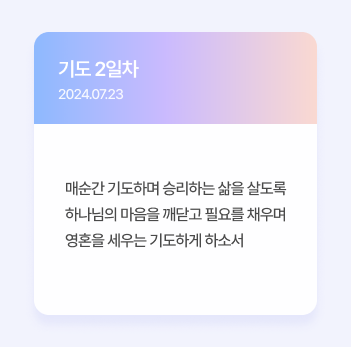 기도 2일차
2024.07.23
매순간 기도하며 승리하는 삶을 살도록
하나님의 마음을 깨닫고 필요를 채우며
영혼을 세우는 기도하게 하소서